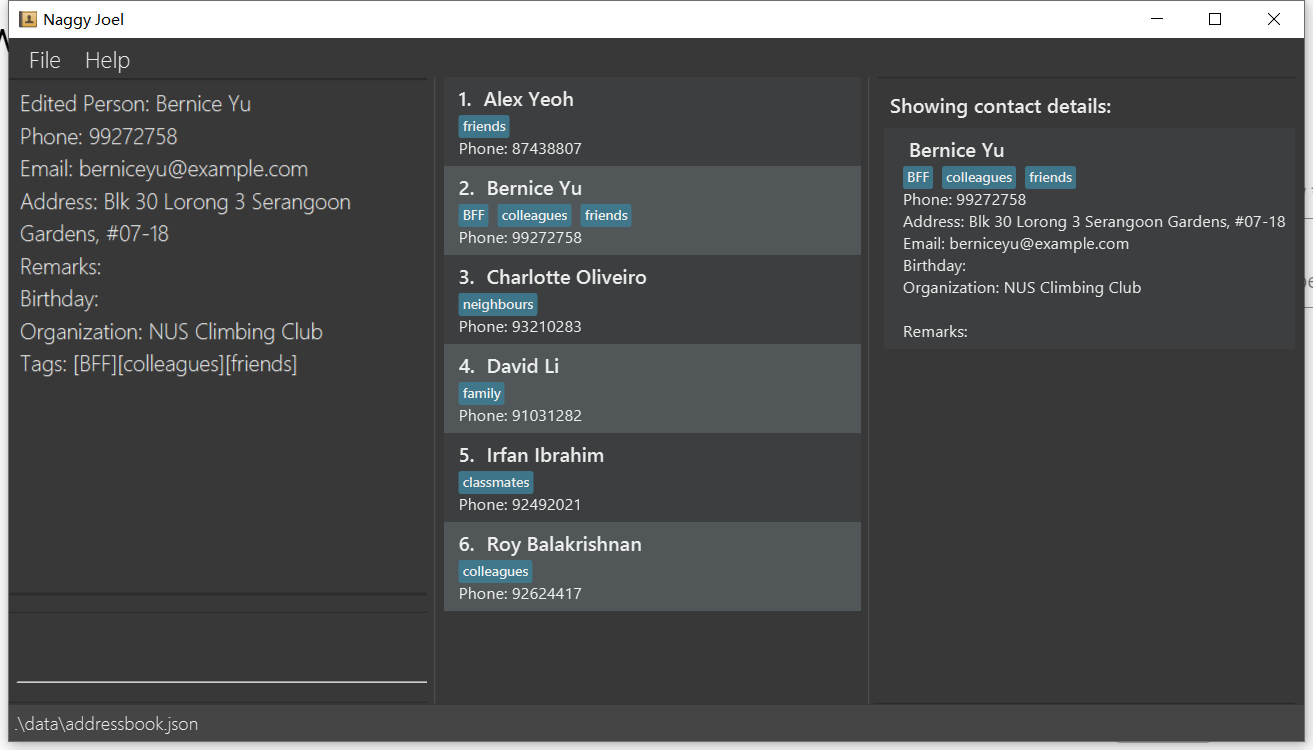 Naggy Joel
File Help
Edited Person: Bernice Yu
Phone: 99272758
Email: berniceyu@example.com
Address: Blk 30 Lorong 3 Serangoon
Gardens, #07-18
Remarks:
Birthday:
Organization: NUS Climbing Club
Tags: [BFF][colleagues][friends]
1. Alex Yeoh
friends
Phone: 87438807
2. Bernice Yu
BFF colleagues friends
Phone: 99272758
3. Charlotte Oliveiro
neighbours
Phone: 93210283
4. David Li
family
Phone: 91031282
5. Irfan Ibrahim
classmates
Phone: 92492021
6. Roy Balakrishnan
colleagues
Phone: 92624417
Showing contact details:
Bernice Yu
BFF colleagues friends
Phone: 99272758
Address: Blk 30 Lorong 3 Serangoon Gardens, #07-18
Email: berniceyu@example.com
Birthday:
Organization: NUS Climbing Club
Remarks:
.\data\addressbook.json